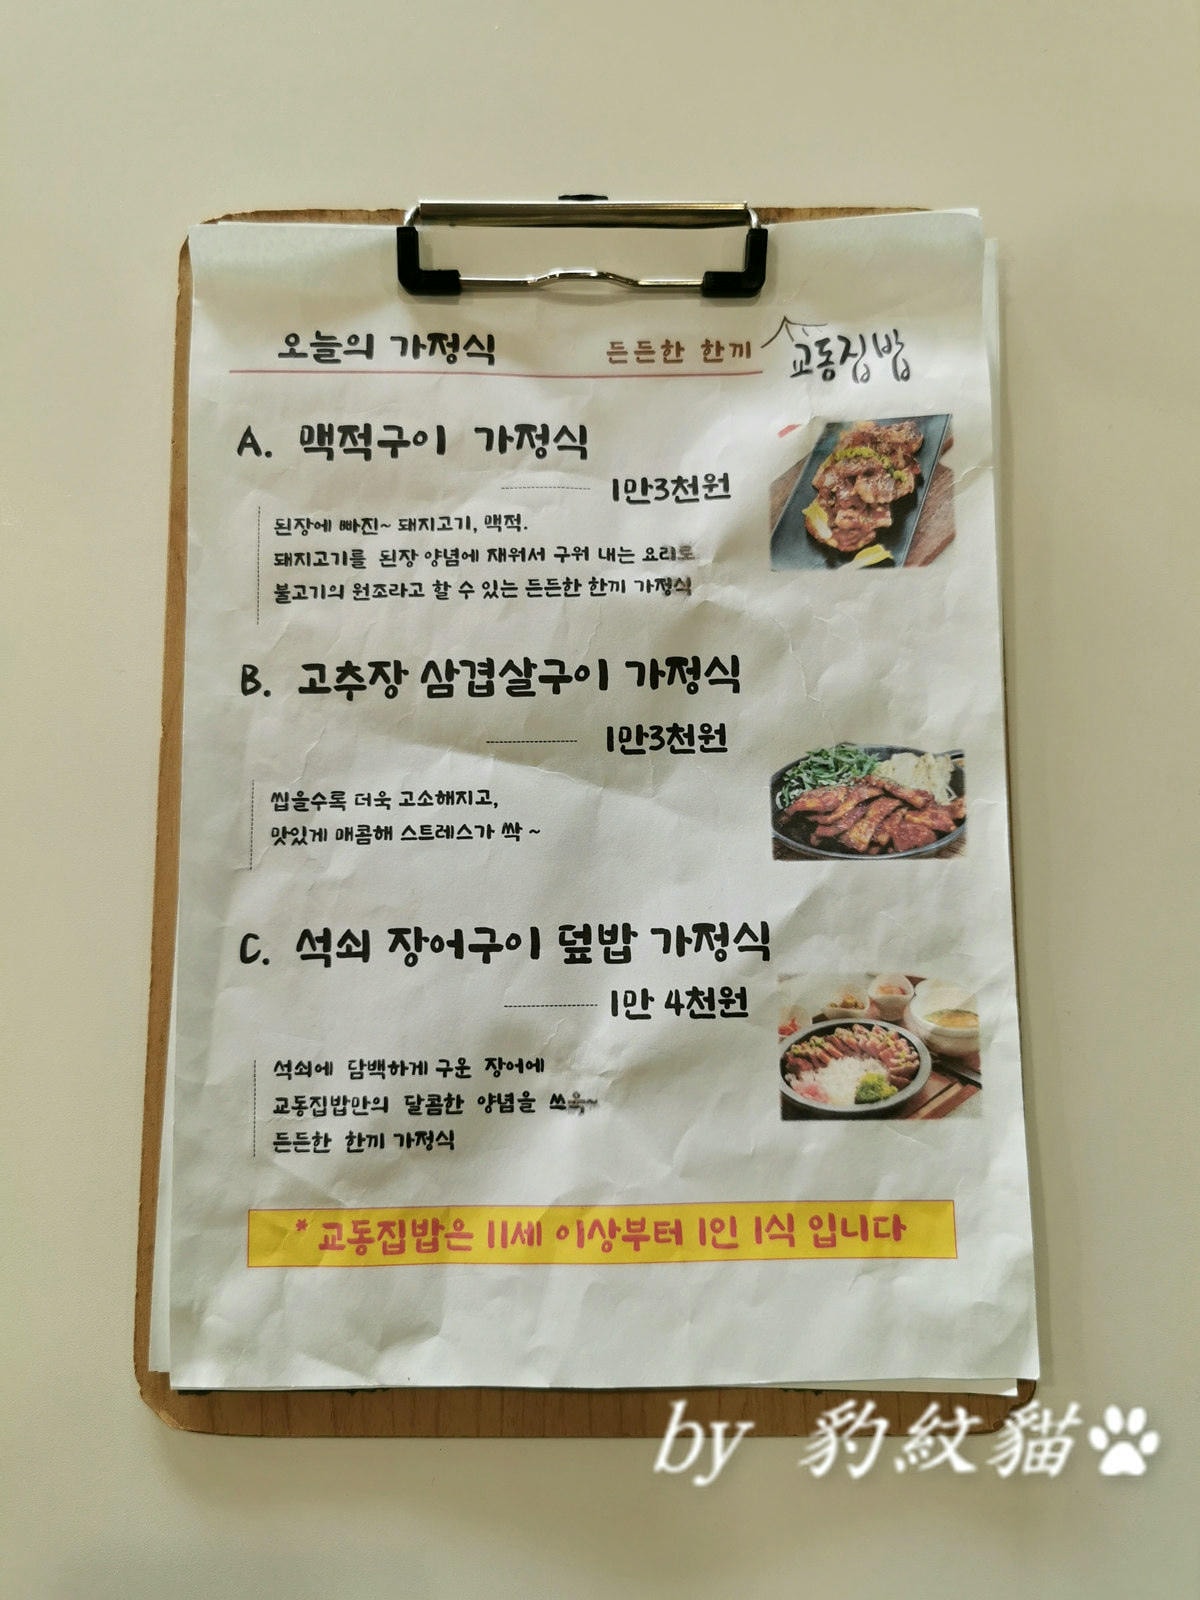 오늘의 가정식 든든한 한끼 교동집밥
A. 맥적구이 가정식
1만3천원
된장에 빠진~ 돼지고기, 맥적.
돼지고기를 된장 양념에 재워서 구워 내는 요리로
불고기의 원조라고 할 수 있는 든든한 한끼 가정식
B. 고추장 삼겹살구이 가정식
1만3천원
씹을수록 더욱 고소해지고,
맛있게 매콤해 스트레스가 싹 ~
C. 석쇠 장어구이 덮밥 가정식
1만 4천원
석쇠에 담백하게 구운 장어에
교동집밥만의 달콤한 양념을 쓰윽~
든든한 한끼 가정식
* 교동집밥은 11세 이상부터 1인 1식 입니다
by 豹紋貓